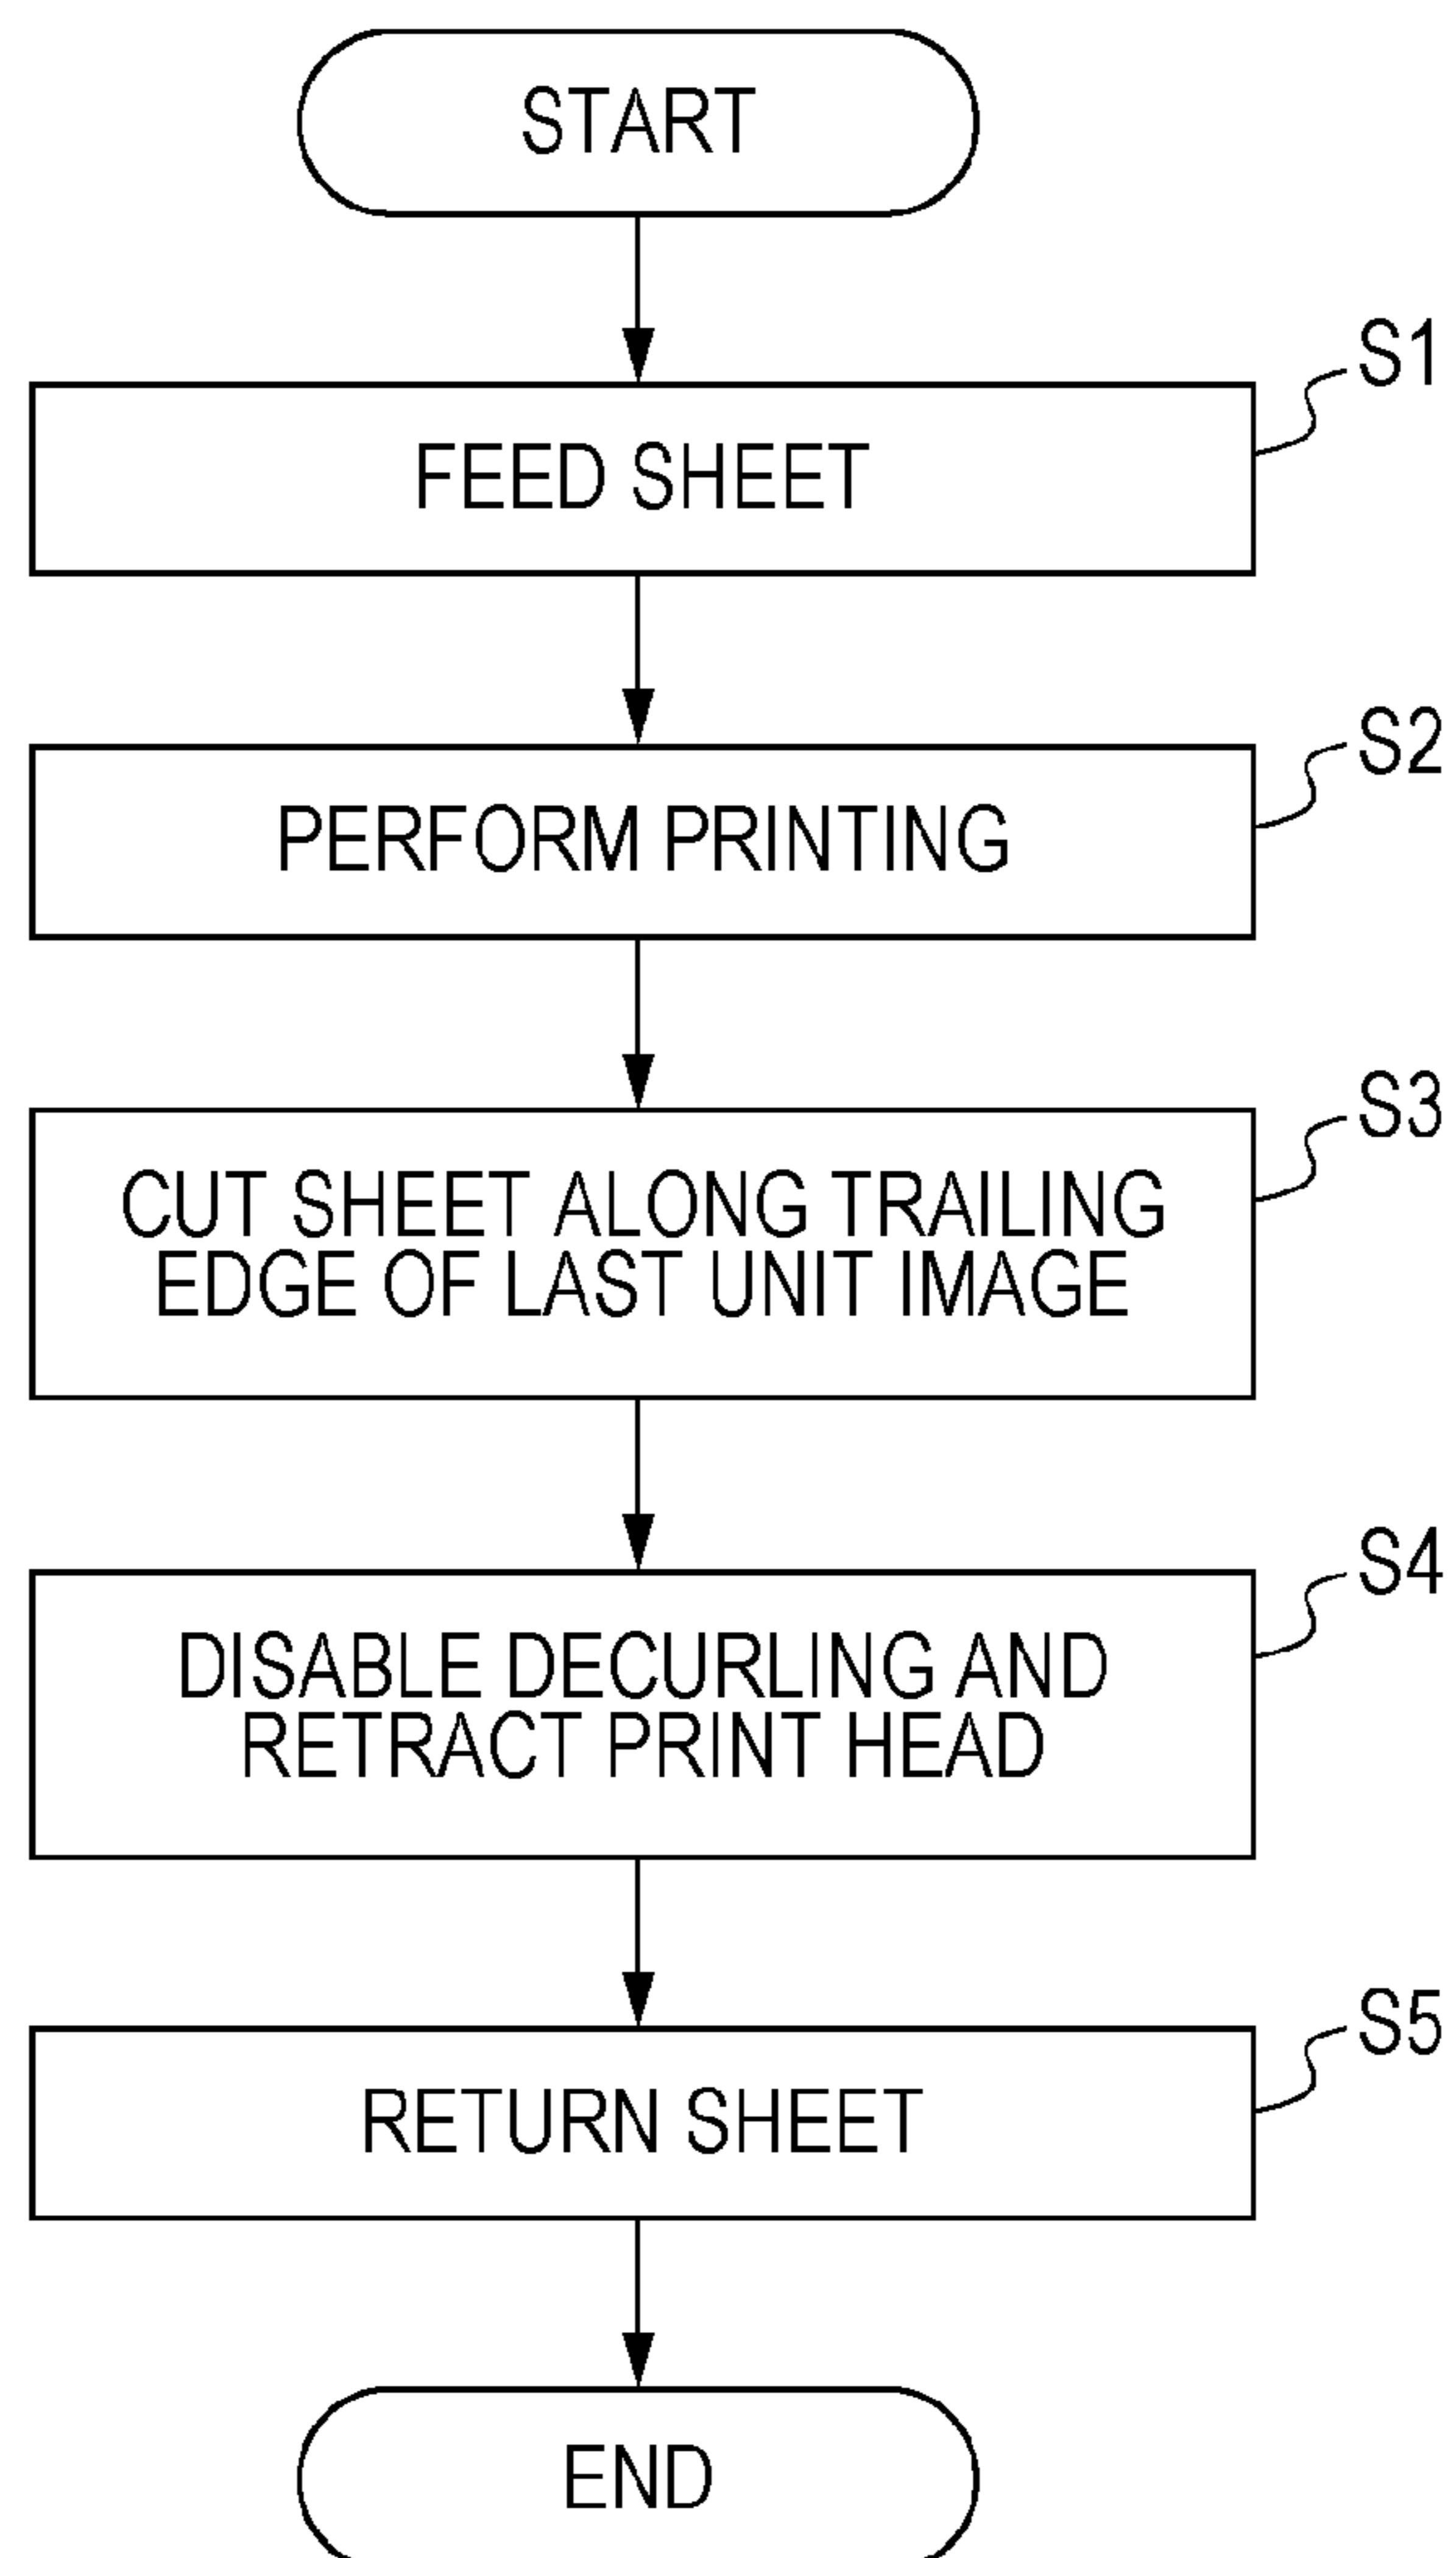 START
S1
FEED SHEET
S2
PERFORM PRINTING
S3
CUT SHEET ALONG TRAILING
EDGE OF LAST UNIT IMAGE
S4
DISABLE DECURLING AND
RETRACT PRINT HEAD
S5
RETURN SHEET
END